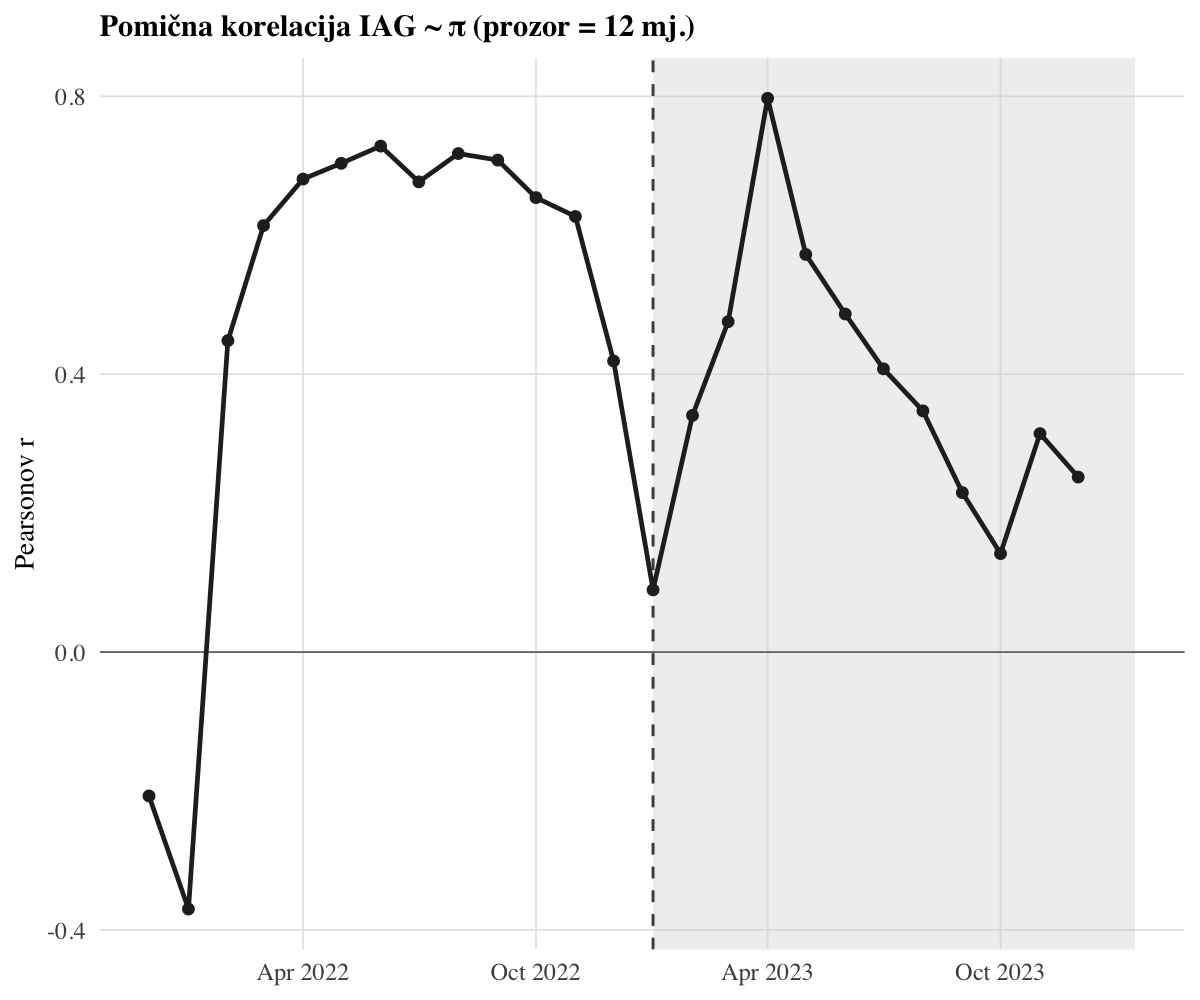 Pomična korelacija IAG ~ π (prozor = 12 mj.)
0.8
0.4
0.0
-0.4
Pearsonov r
Apr 2022
Oct 2022
Apr 2023
Oct 2023